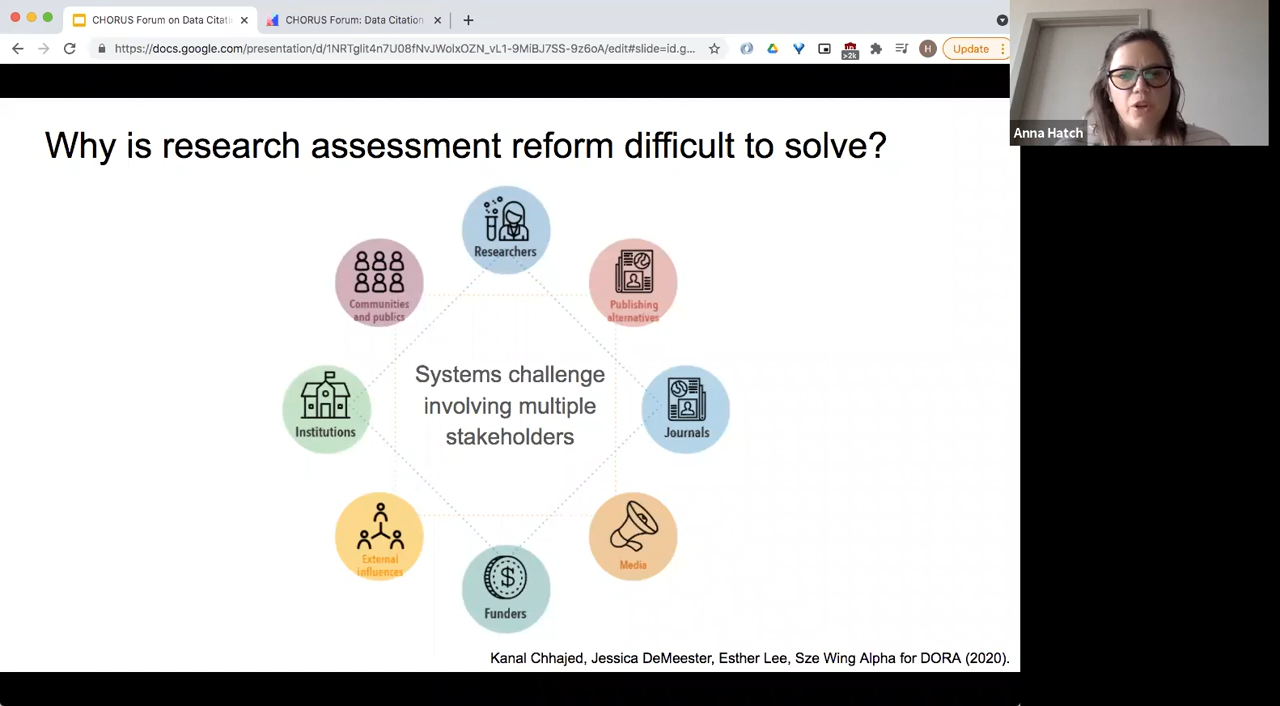 CHORUS Forum on Data Citati
CHORUS Forum: Data Citation
https://docs.google.com/presentation/d/1NRTglit4n7U08fNvJWolxOZN_vL1-9MiBJ7SS-9z6oA/edit#slide=id.g...
>2k
H
Update
Anna Hatch
Why is research assessment reform difficult to solve?
Researchers
Communities
and publics
Publishing
alternatives
Systems challenge
involving multiple
stakeholders
Institutions
Journals
External
influences
Media
$
Funders
Kanal Chhajed, Jessica DeMeester, Esther Lee, Sze Wing Alpha for DORA (2020).